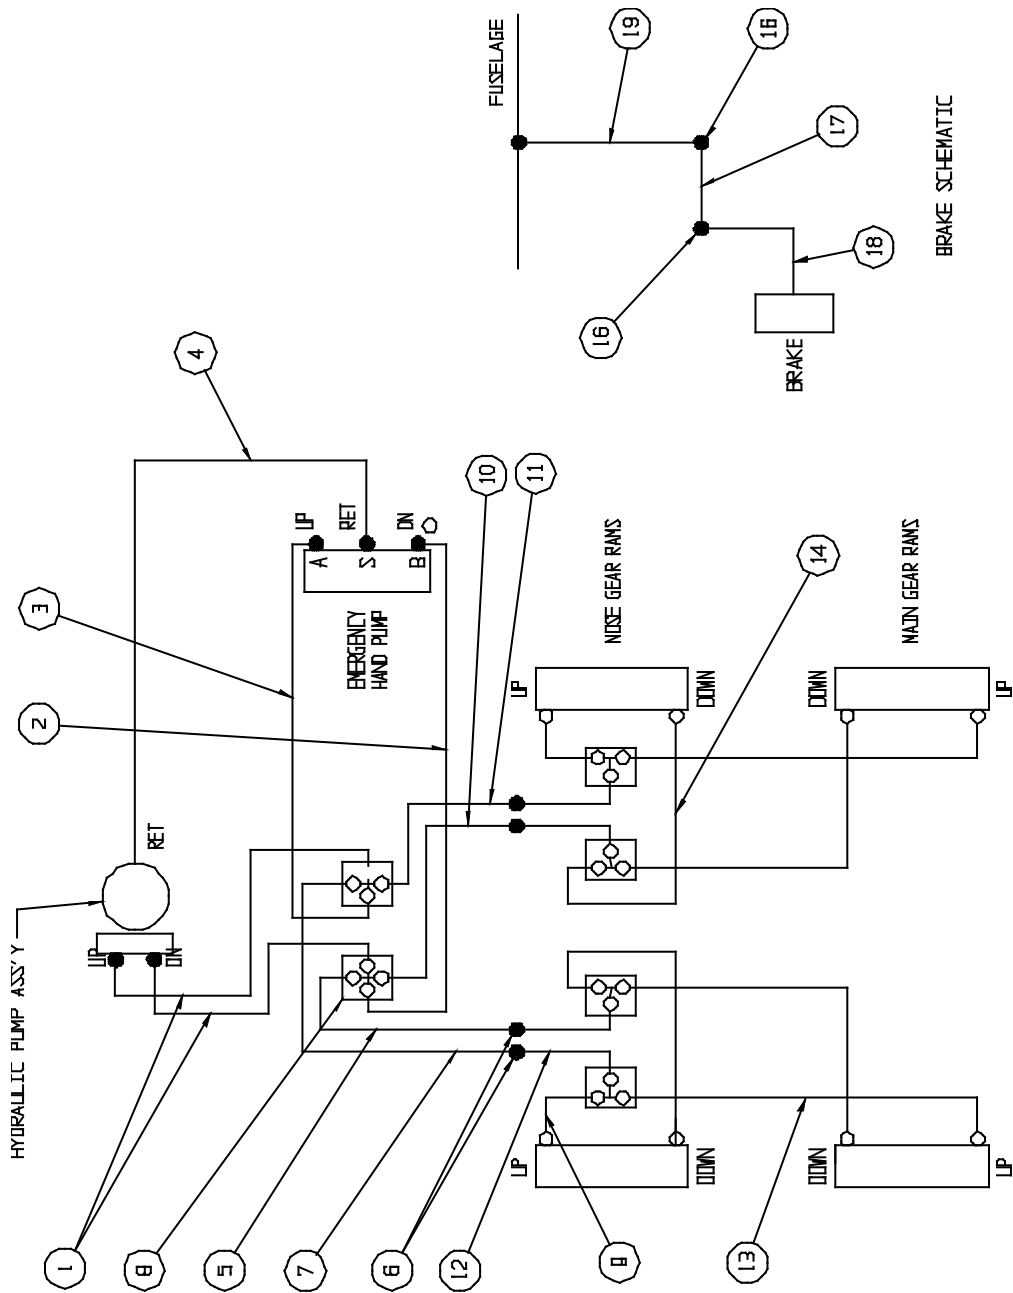 HYDRAULIC PUMP ASS'Y
2
3
1
UP
RET
DN
4
5
7
UP
A
RET
EMERGENCY
HAND PUMP
S
6
DN
B
12
10
FUSELAGE
UP
UP
11
16
NOSE GEAR RAMS
8
19
DOWN
DOWN
13
16
BRAKE
DOWN
DOWN
14
17
18
MAIN GEAR RAMS
BRAKE SCHEMATIC
UP
UP